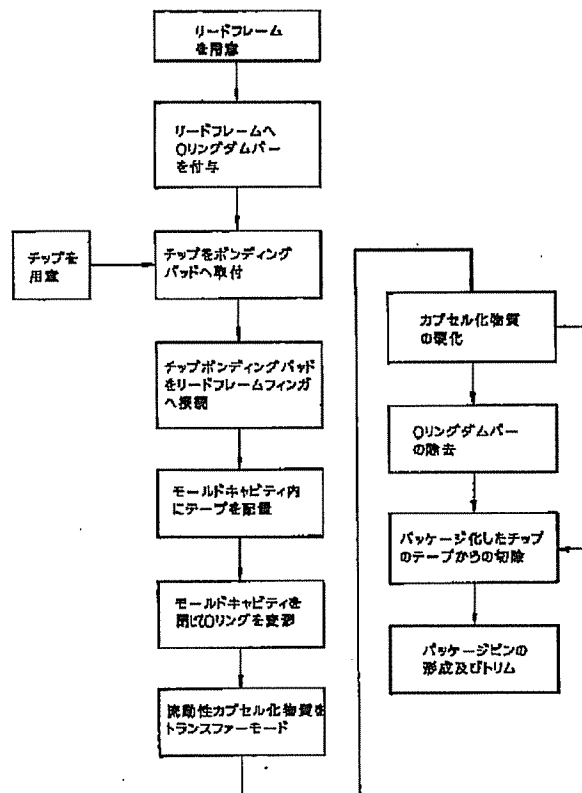 リードフレーム
を用意
リードフレームへ
Oリングダムバー
を付与
チップを
用意
チップをボンディング
パッドへ取付
チップボンディングパッド
をリードフレームフィンガ
へ接続
モールドキャビティ内
にテープを配置
モールドキャビティを
閉じてOリングを変形
流動性カプセル化物質を
トランスファーモード
カプセル化物質
の硬化
Oリングダムバー
の除去
パッケージ化したチップ
のテープからの切除
パッケージピンの
形成及びトリム